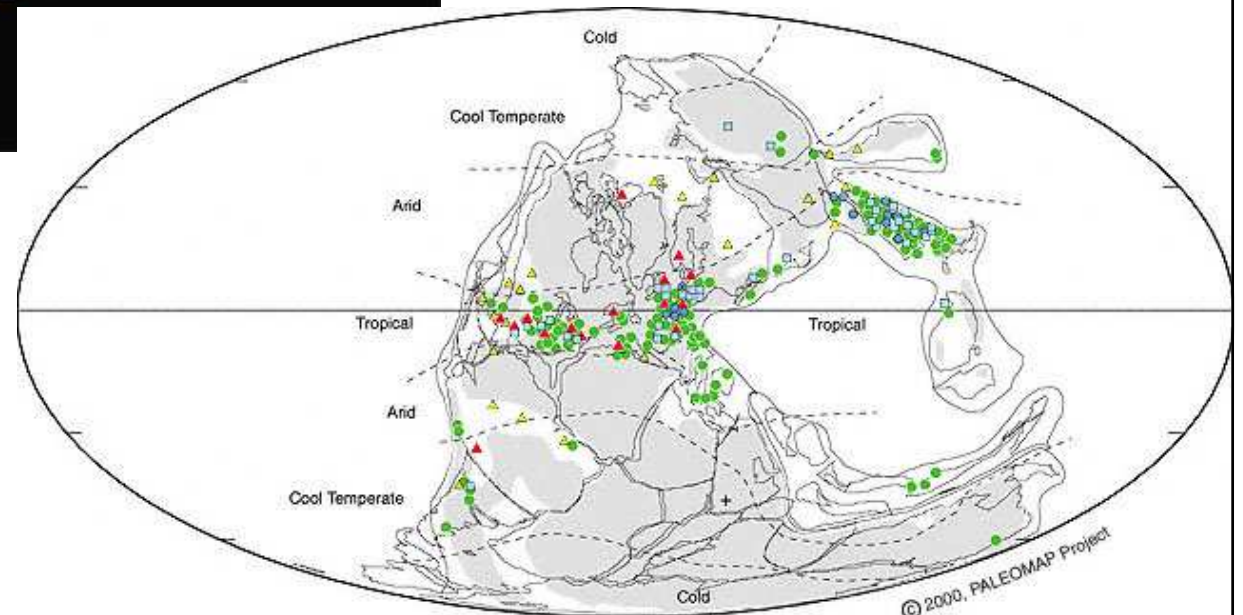 Cold
Cool Temperate
Arid
Tropical
Tropical
Arid
Cool Temperate
Cold
© 2000, PALEOMAP Project